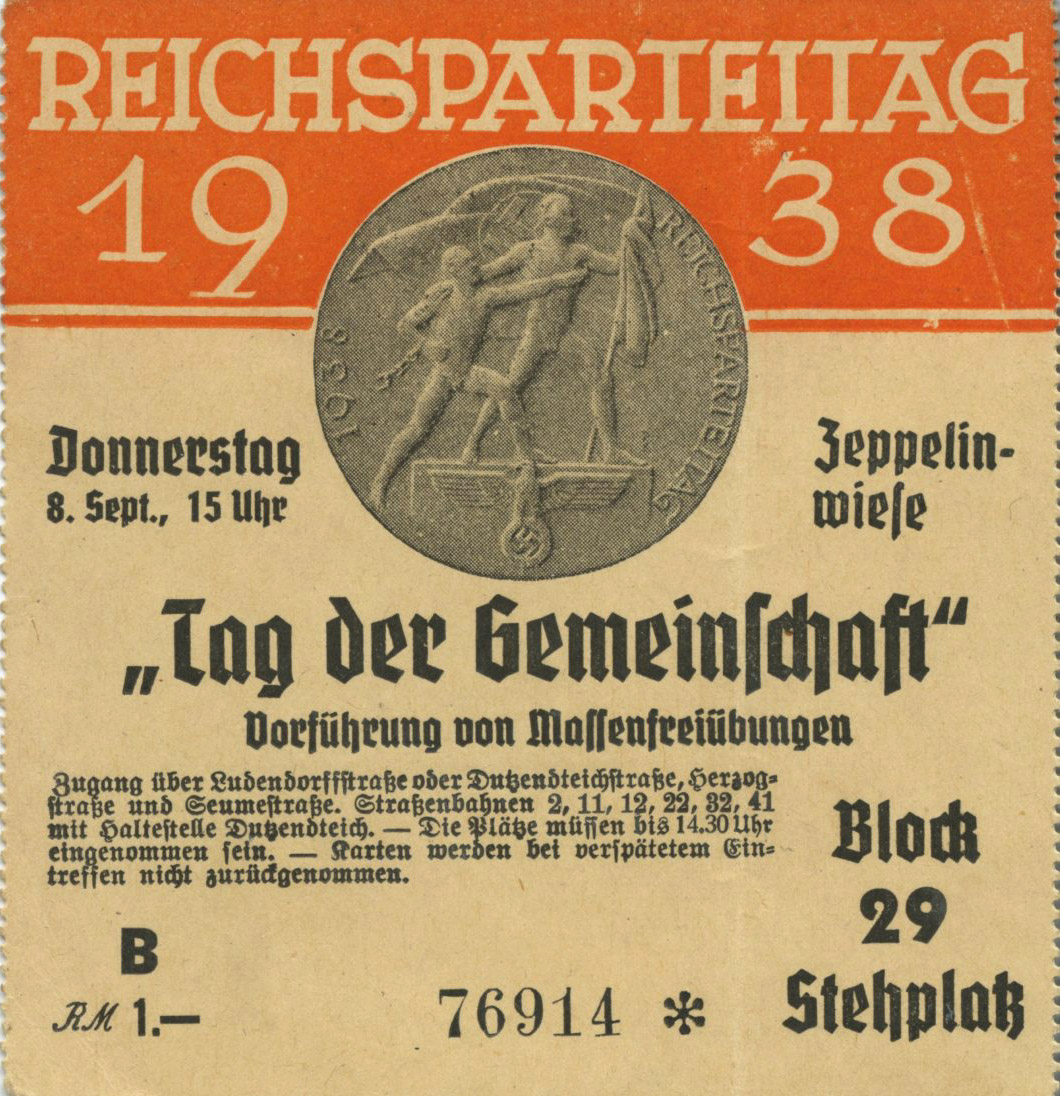 REICHSPARTEITAG
1938
1938 REICHSPARTEITAG
Donnerstag
8. Sept., 15 Uhr
Zeppelin-
wiese
„Tag der Gemeinschaft“
Vorführung von Massenfreiübungen
Zugang über Ludendorffstraße oder Dutzendteichstraße, Herzog-
straße und Seumestraße. Straßenbahnen 2, 11, 12, 22, 32, 41
mit Haltestelle Dutzendteich. — Die Plätze müssen bis 14.30 Uhr
eingenommen sein. — Karten werden bei verspätetem Ein-
treffen nicht zurückgenommen.
Block
29
Stehplatz
B
RM 1.—
76914 *